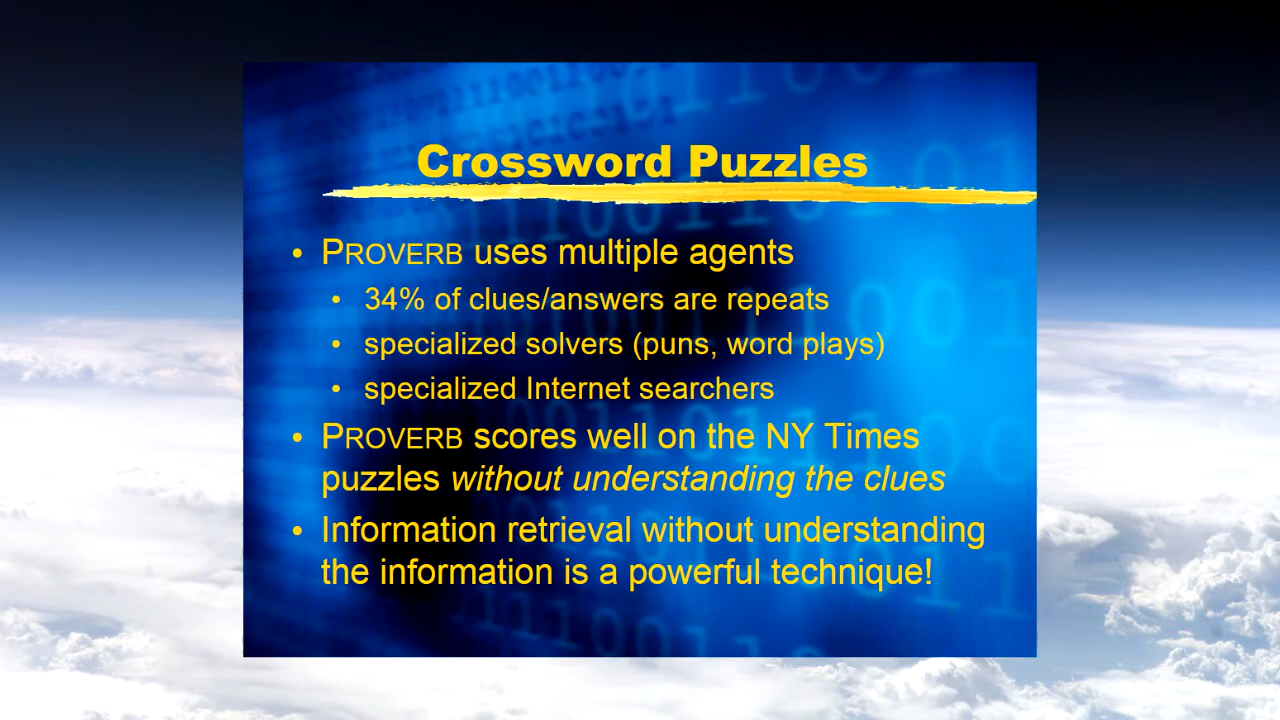 Crossword Puzzles
• PROVERB uses multiple agents
• 34% of clues/answers are repeats
• specialized solvers (puns, word plays)
• specialized Internet searchers
• PROVERB scores well on the NY Times
puzzles without understanding the clues
• Information retrieval without understanding
the information is a powerful technique!